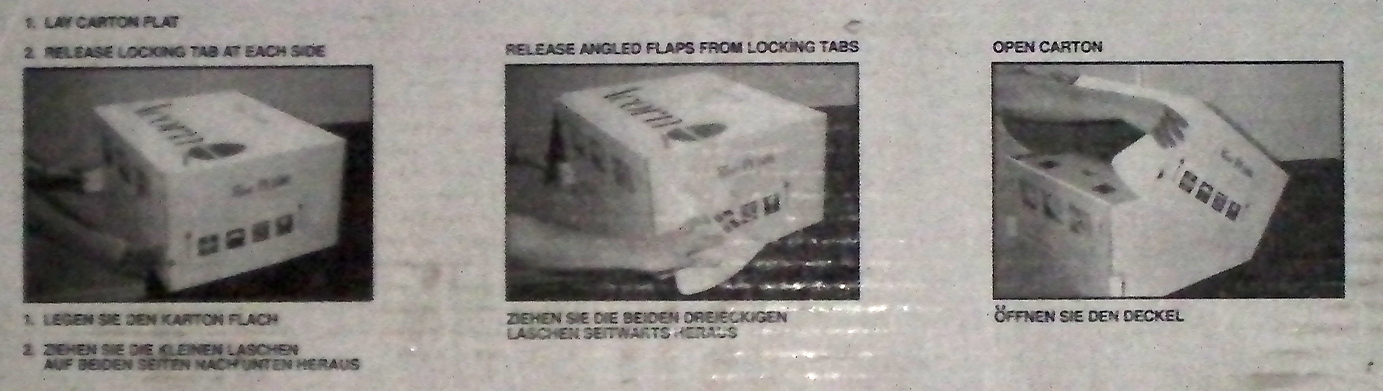 1. LAY CARTON FLAT
2. RELEASE LOCKING TAB AT EACH SIDE
1. LEGEN SIE DEN KARTON FLACH
2. ZIEHEN SIE DIE KLEINEN LASCHEN
AUF BEIDEN SEITEN NACH UNTEN HERAUS
RELEASE ANGLED FLAPS FROM LOCKING TABS
ZIEHEN SIE DIE BEIDEN DREIECKIGEN
LASCHEN SEITWÄRTS HERAUS
OPEN CARTON
ÖFFNEN SIE DEN DECKEL